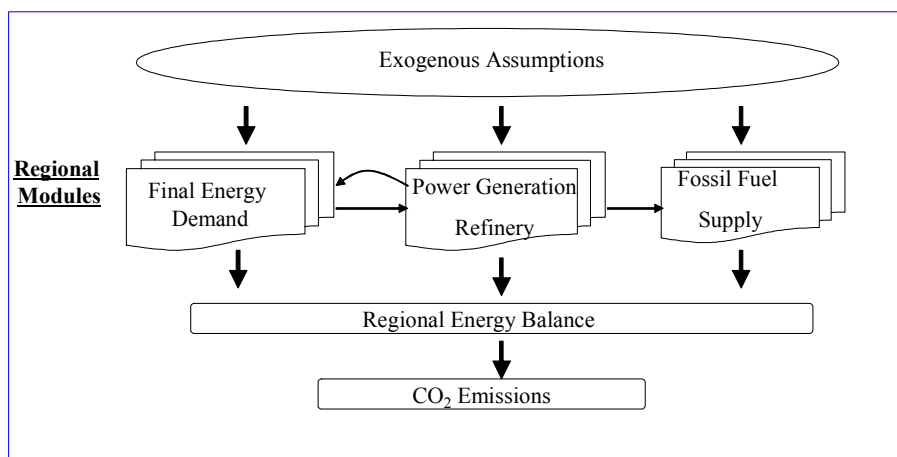 Exogenous Assumptions
Regional
Modules
Final Energy
Demand
Power Generation
Refinery
Fossil Fuel
Supply
Regional Energy Balance
CO₂ Emissions